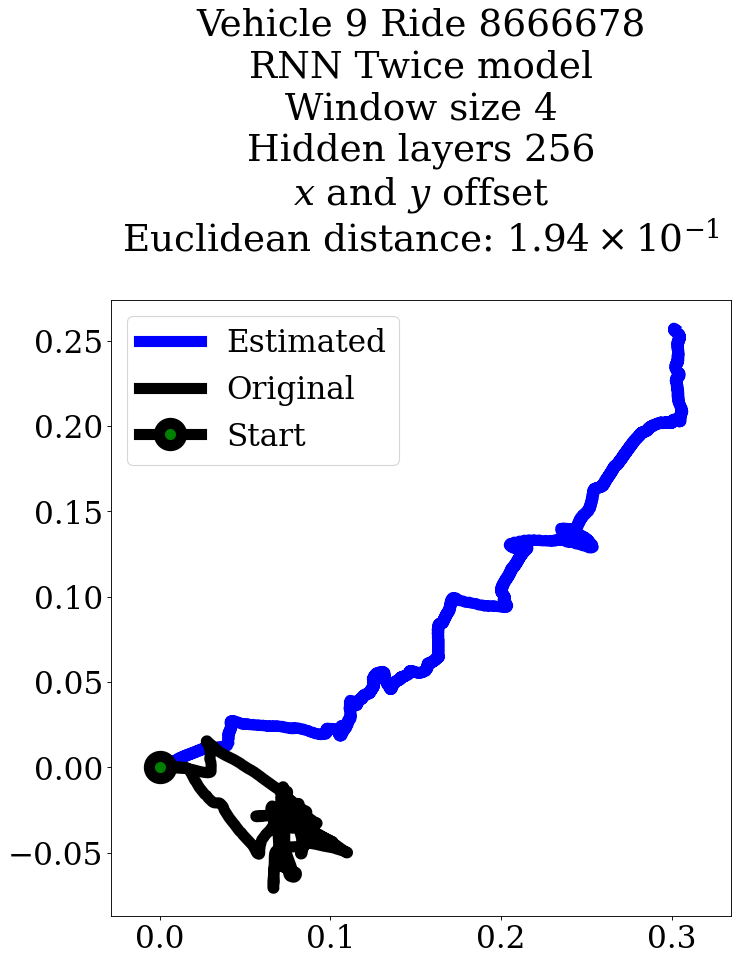 Vehicle 9 Ride 8666678
RNN Twice model
Window size 4
Hidden layers 256
x and y offset
Euclidean distance: 1.94 × 10⁻¹
Estimated
Original
Start
0.25
0.20
0.15
0.10
0.05
0.00
−0.05
0.0 0.1 0.2 0.3